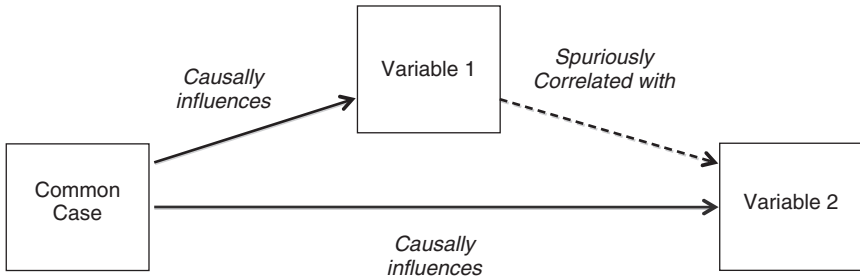 Causally
influences
Variable 1
Spuriously
Correlated with
Common
Case
Variable 2
Causally
influences